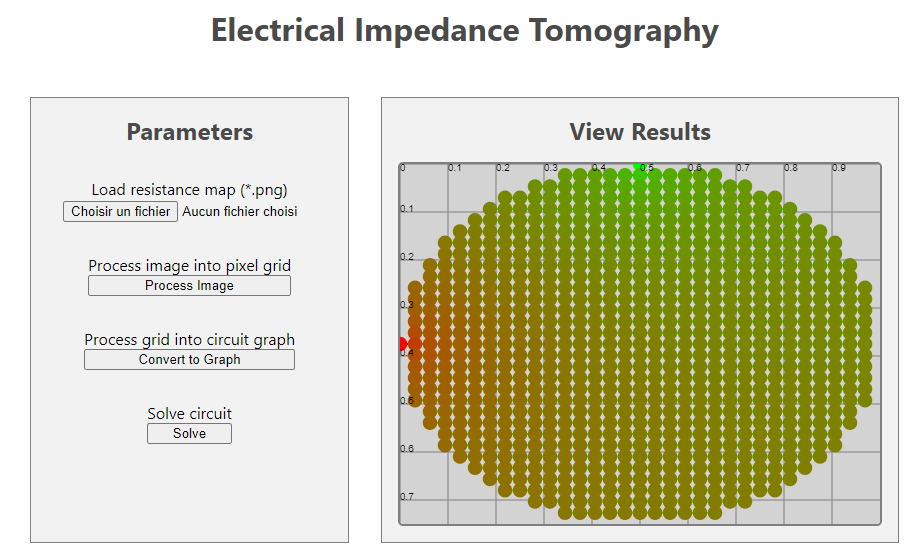 Electrical Impedance Tomography
Parameters
Load resistance map (*.png)
Choisir un fichier Aucun fichier choisi
Process image into pixel grid
Process Image
Process grid into circuit graph
Convert to Graph
Solve circuit
Solve
View Results
0 0.1 0.2 0.3 0.4 0.5 0.6 0.7 0.8 0.9
0.1
0.2
0.3
0.4
0.5
0.6
0.7